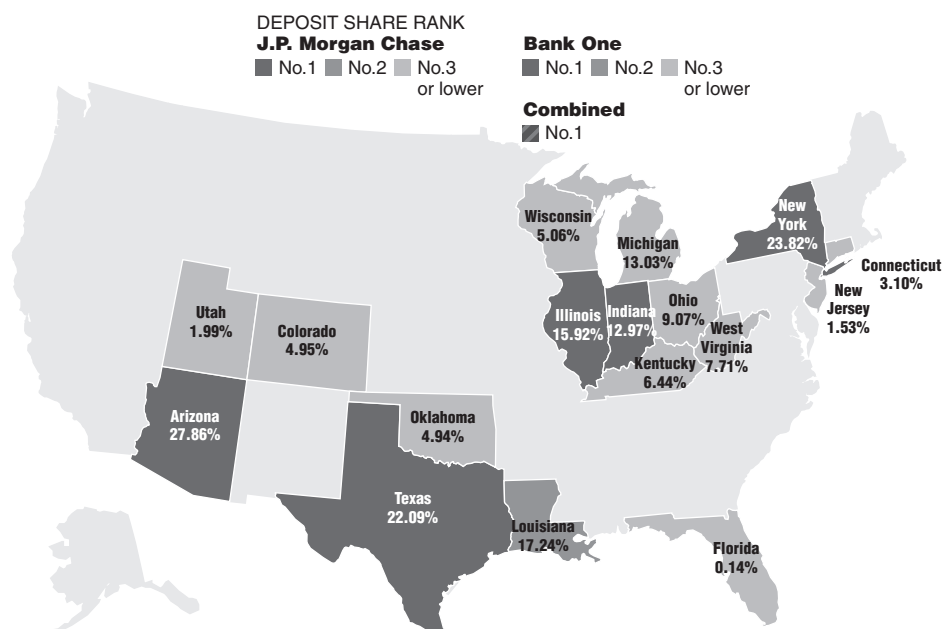 DEPOSIT SHARE RANK
J.P. Morgan Chase
No.1 No.2 No.3
or lower
Bank One
No.1 No.2 No.3
or lower
Combined
No.1
Wisconsin
5.06%
Michigan
13.03%
New
York
23.82%
Connecticut
3.10%
New
Jersey
1.53%
Utah
1.99%
Colorado
4.95%
Illinois
15.92%
Indiana
12.97%
Ohio
9.07%
West
Virginia
7.71%
Kentucky
6.44%
Arizona
27.86%
Oklahoma
4.94%
Texas
22.09%
Louisiana
17.24%
Florida
0.14%